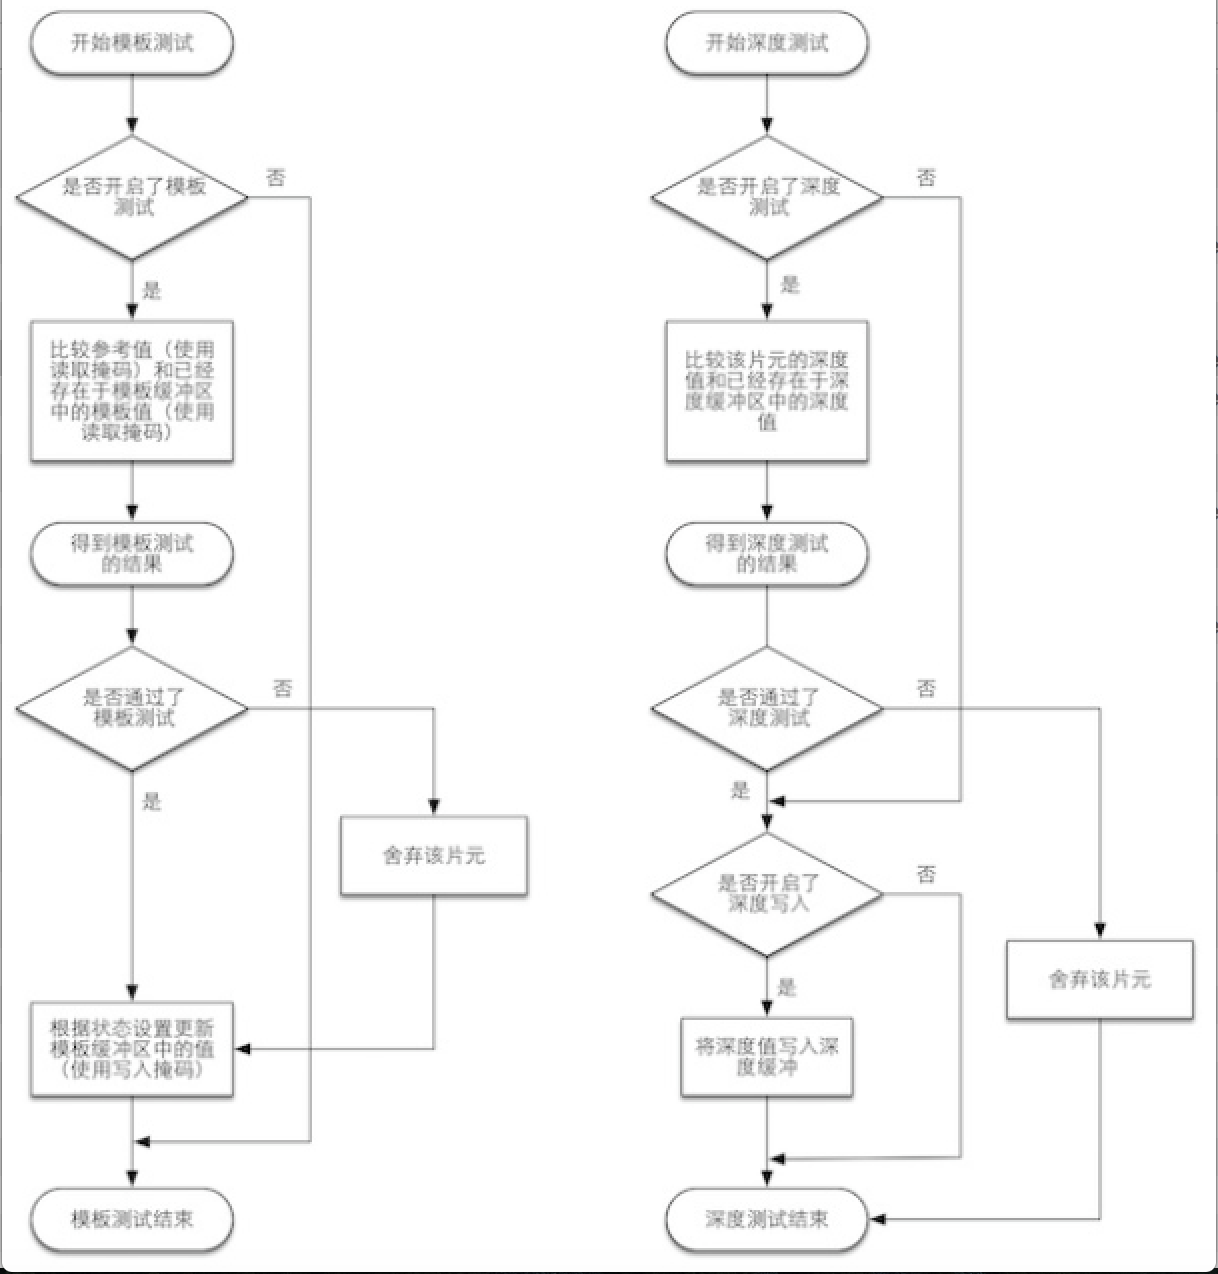 开始模板测试
是否开启了模板
测试
否
是
比较参考值（使用
读取掩码）和已经
存在于模板缓冲区
中的模板值（使用
读取掩码）
得到模板测试
的结果
是否通过了
模板测试
否
是
舍弃该片元
根据状态设置更新
模板缓冲区中的值
（使用写入掩码）
模板测试结束
开始深度测试
是否开启了深度
测试
否
是
比较该片元的深度
值和已经存在于深
度缓冲区中的深度
值
得到深度测试
的结果
是否通过了
深度测试
否
是
是否开启了
深度写入
否
是
舍弃该片元
将深度值写入深
度缓冲
深度测试结束